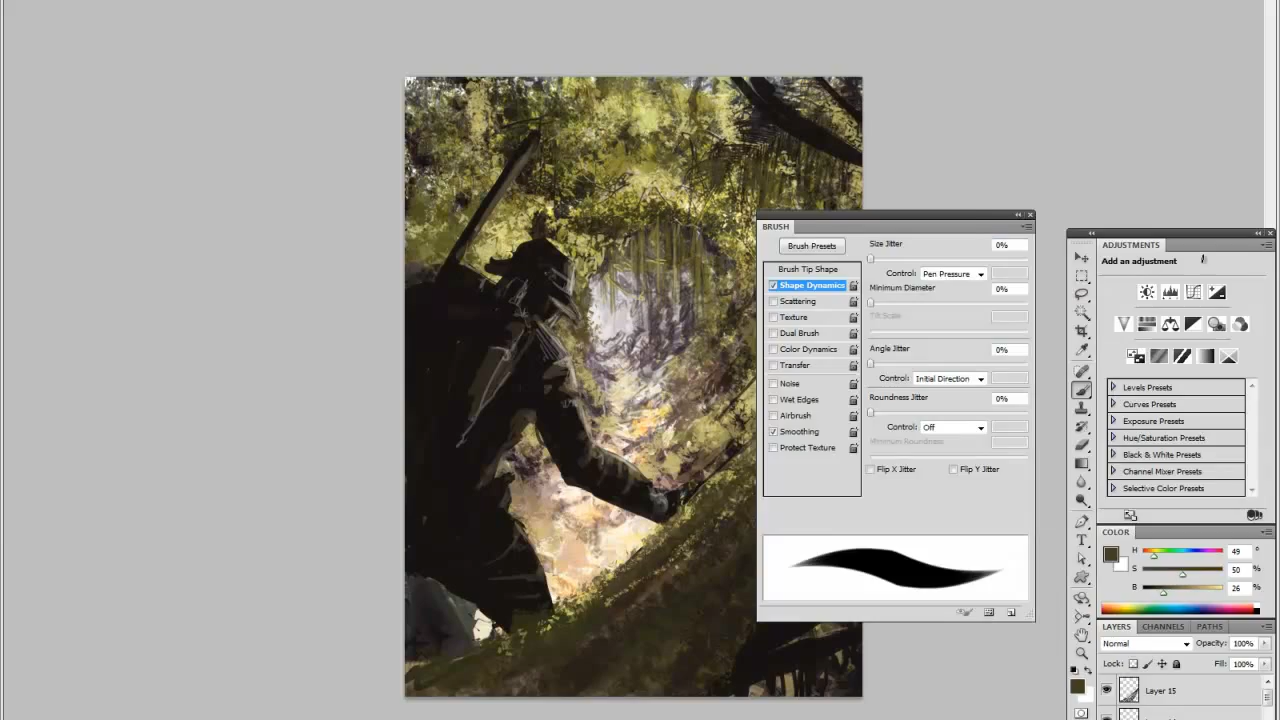 BRUSH
Brush Presets
Size Jitter 0%
Brush Tip Shape
Control: Pen Pressure
Shape Dynamics
Minimum Diameter 0%
Scattering
Texture
Tilt Scale
Dual Brush
Color Dynamics
Angle Jitter 0%
Transfer
Control: Initial Direction
Noise
Roundness Jitter 0%
Wet Edges
Airbrush
Control: Off
Smoothing
Minimum Roundness
Protect Texture
Flip X Jitter Flip Y Jitter
ADJUSTMENTS
Add an adjustment
Levels Presets
Curves Presets
Exposure Presets
Hue/Saturation Presets
Black & White Presets
Channel Mixer Presets
Selective Color Presets
COLOR
H 49 °
S 50 %
B 26 %
LAYERS CHANNELS PATHS
Normal Opacity: 100%
Lock: Fill: 100%
Layer 15